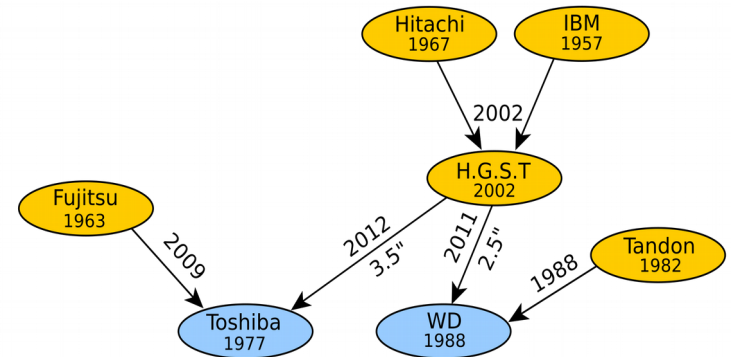 Hitachi
1967
IBM
1957
2002
H.G.S.T
2002
Fujitsu
1963
2009
2012
3.5"
2011
2.5"
Tandon
1982
1988
Toshiba
1977
WD
1988